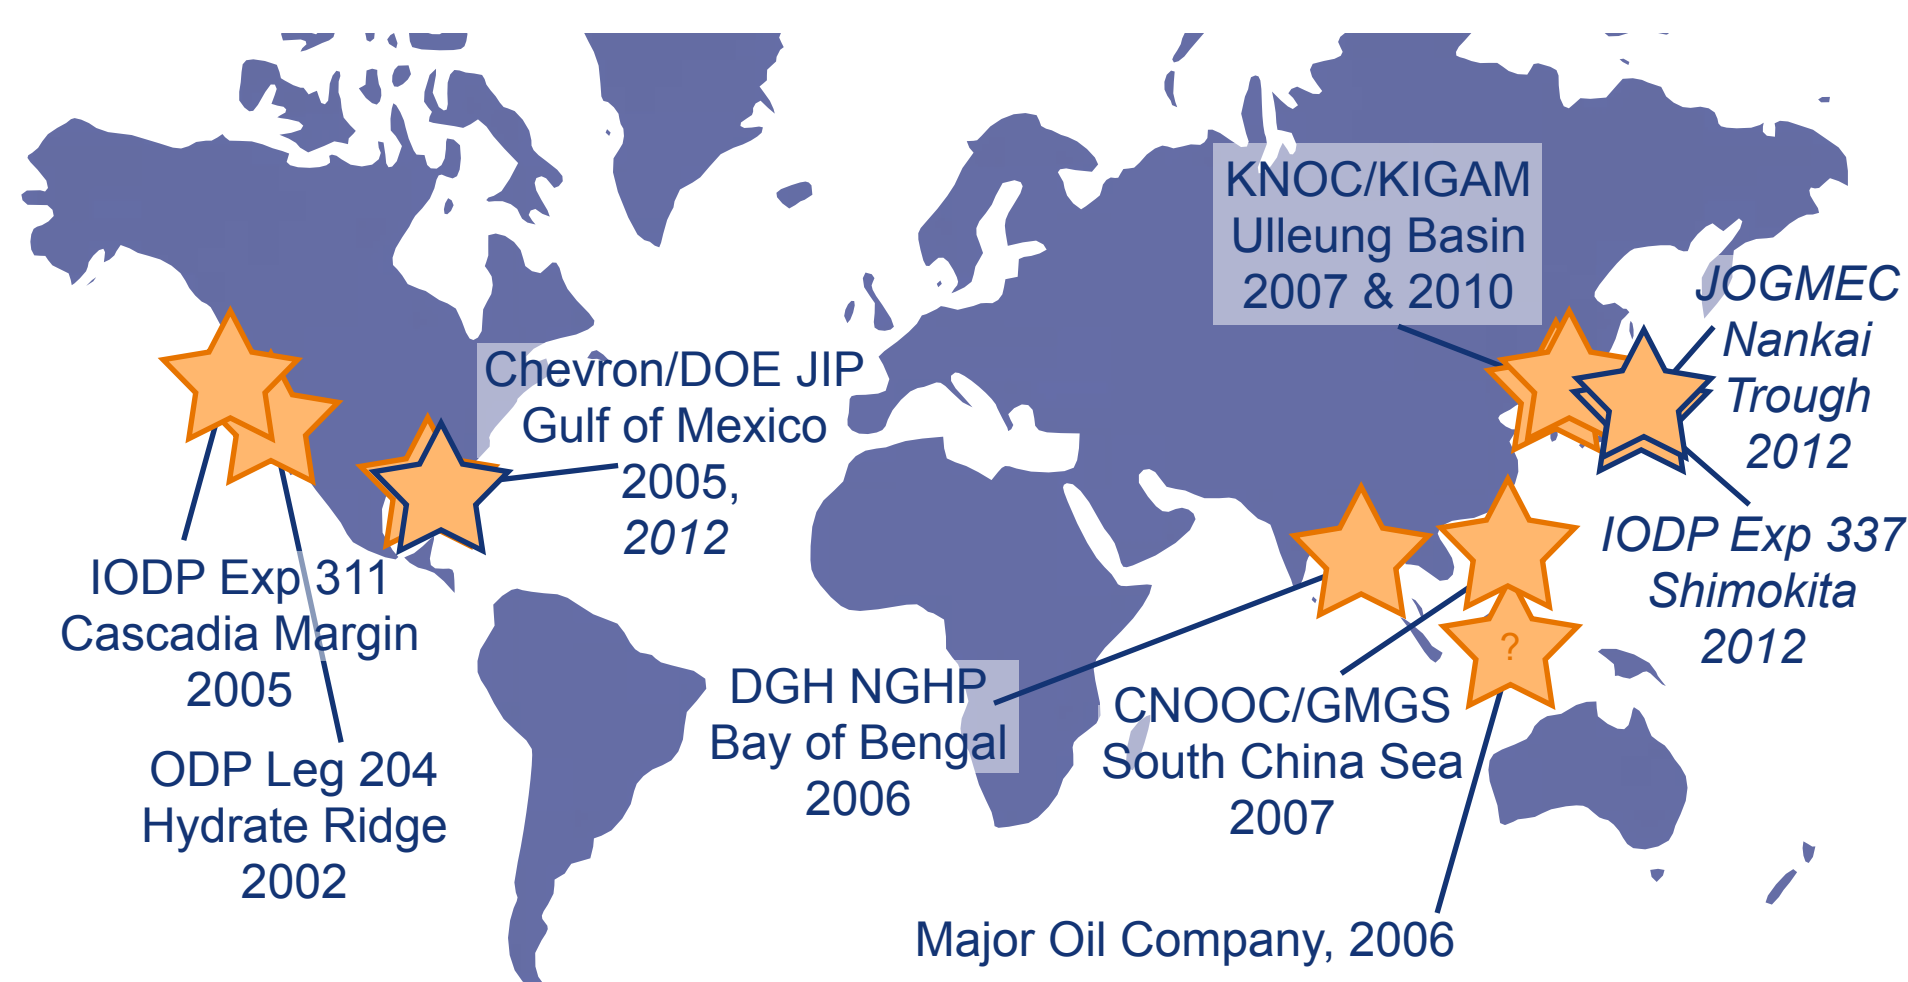 KNOC/KIGAM
Ulleung Basin
2007 & 2010
JOGMEC
Nankai
Trough
2012
Chevron/DOE JIP
Gulf of Mexico
2005,
2012
IODP Exp 311
Cascadia Margin
2005
IODP Exp 337
Shimokita
2012
?
DGH NGHP
Bay of Bengal
2006
CNOOC/GMGS
South China Sea
2007
ODP Leg 204
Hydrate Ridge
2002
Major Oil Company, 2006